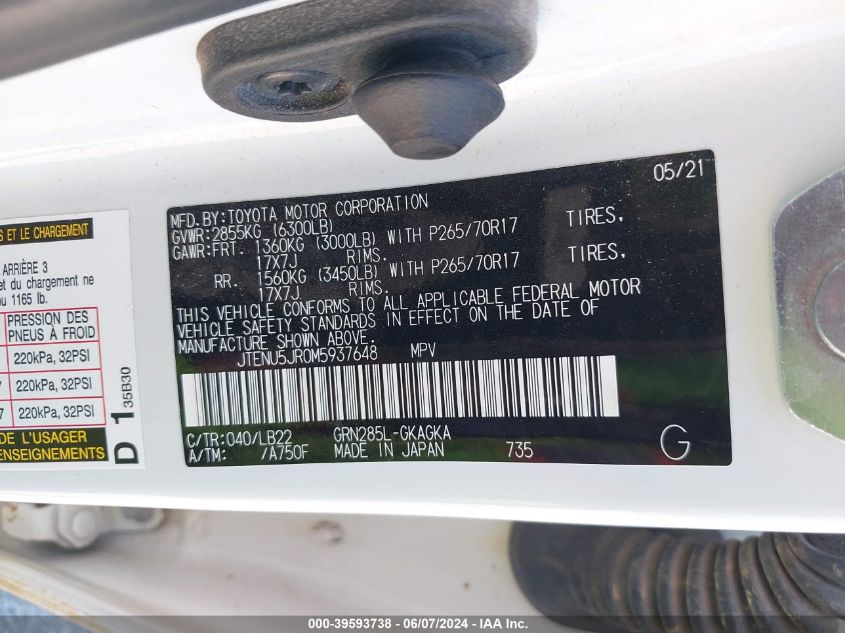 S ET LE CHARGEMENT
ARRIÈRE 3
et du chargement ne
ou 1165 lb.
PRESSION DES
PNEUS À FROID
220kPa, 32PSI
220kPa, 32PSI
7 220kPa, 32PSI
DE L'USAGER
ENSEIGNEMENTS
D 1 35B30
05/21
MFD.BY:TOYOTA MOTOR CORPORATION
GVWR:2855KG (6300LB)
GAWR:FRT. 1360KG (3000LB) WITH P265/70R17 TIRES,
17X7J RIMS.
RR. 1560KG (3450LB) WITH P265/70R17 TIRES,
17X7J RIMS.
THIS VEHICLE CONFORMS TO ALL APPLICABLE FEDERAL MOTOR
VEHICLE SAFETY STANDARDS IN EFFECT ON THE DATE OF
MANUFACTURE SHOWN ABOVE.
JTENU5JR0M5937648 MPV
C/TR:040/LB22 GRN285L-GKAGKA
A/TM: /A750F MADE IN JAPAN 735
G
000-39593738 - 06/07/2024 - IAA Inc.